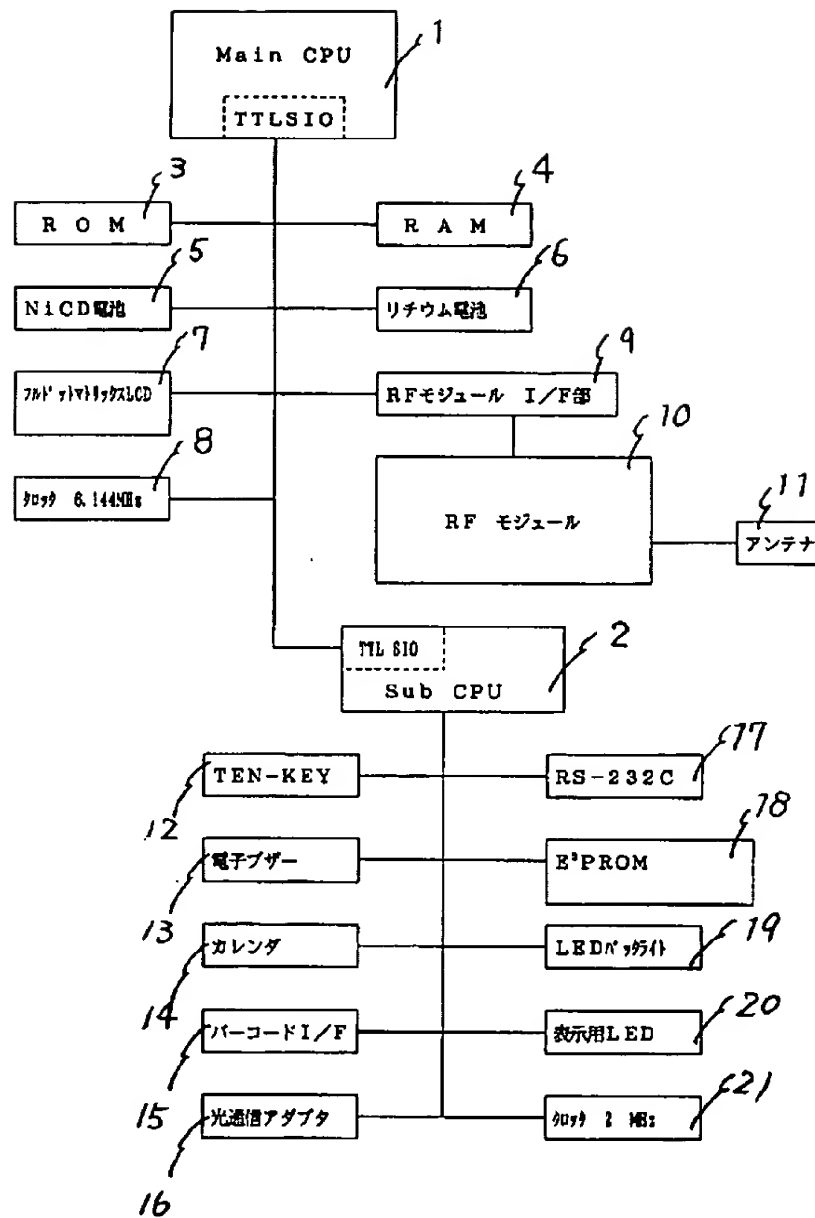 1
Main CPU
TTLSIO
3
4
ROM
RAM
5
6
NiCD電池
リチウム電池
7
9
フルドットマトリックスLCD
RFモジュール I/F部
8
10
クロック 6.144MHz
RF モジュール
11
アンテナ
2
TTL SIO
Sub CPU
17
TEN-KEY
RS-232C
12
18
電子ブザー
E²PROM
13
19
カレンダ
LEDバックライト
14
20
バーコードI/F
表示用LED
15
21
光通信アダプタ
クロック 2 MHz
16